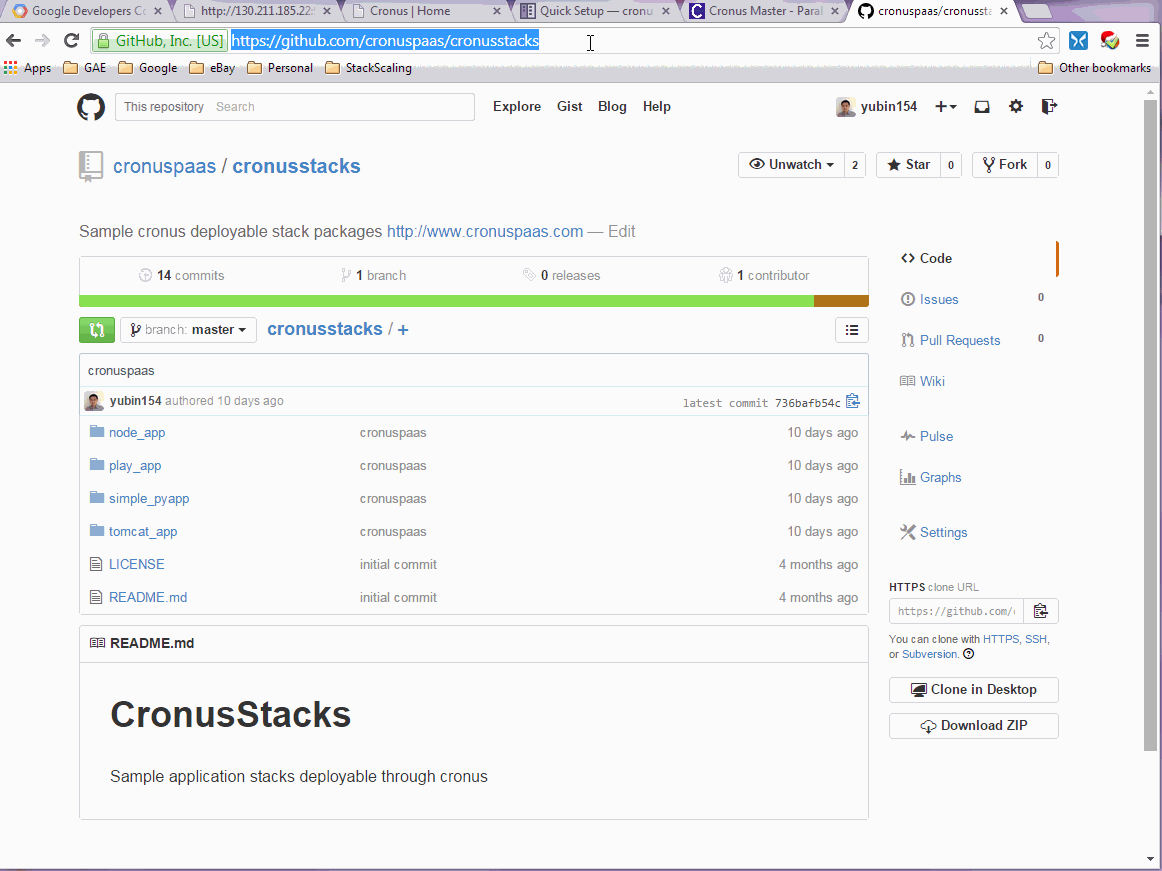 Google Developers Co
http://130.211.185.22:
Cronus | Home
Quick Setup — cronu
Cronus Master - Paral
cronuspaas/cronussta
GitHub, Inc. [US] https://github.com/cronuspaas/cronusstacks
Apps GAE Google eBay Personal StackScaling Other bookmarks
This repository Search Explore Gist Blog Help yubin154
cronuspaas / cronusstacks Unwatch 2 Star 0 Fork 0
Sample cronus deployable stack packages http://www.cronuspaas.com — Edit
14 commits 1 branch 0 releases 1 contributor
branch: master cronusstacks / +
cronuspaas
yubin154 authored 10 days ago latest commit 736bafb54c
node_app cronuspaas 10 days ago
play_app cronuspaas 10 days ago
simple_pyapp cronuspaas 10 days ago
tomcat_app cronuspaas 10 days ago
LICENSE initial commit 4 months ago
README.md initial commit 4 months ago
README.md
CronusStacks
Sample application stacks deployable through cronus
Code
Issues 0
Pull Requests 0
Wiki
Pulse
Graphs
Settings
HTTPS clone URL
https://github.com/
You can clone with HTTPS, SSH,
or Subversion.
Clone in Desktop
Download ZIP